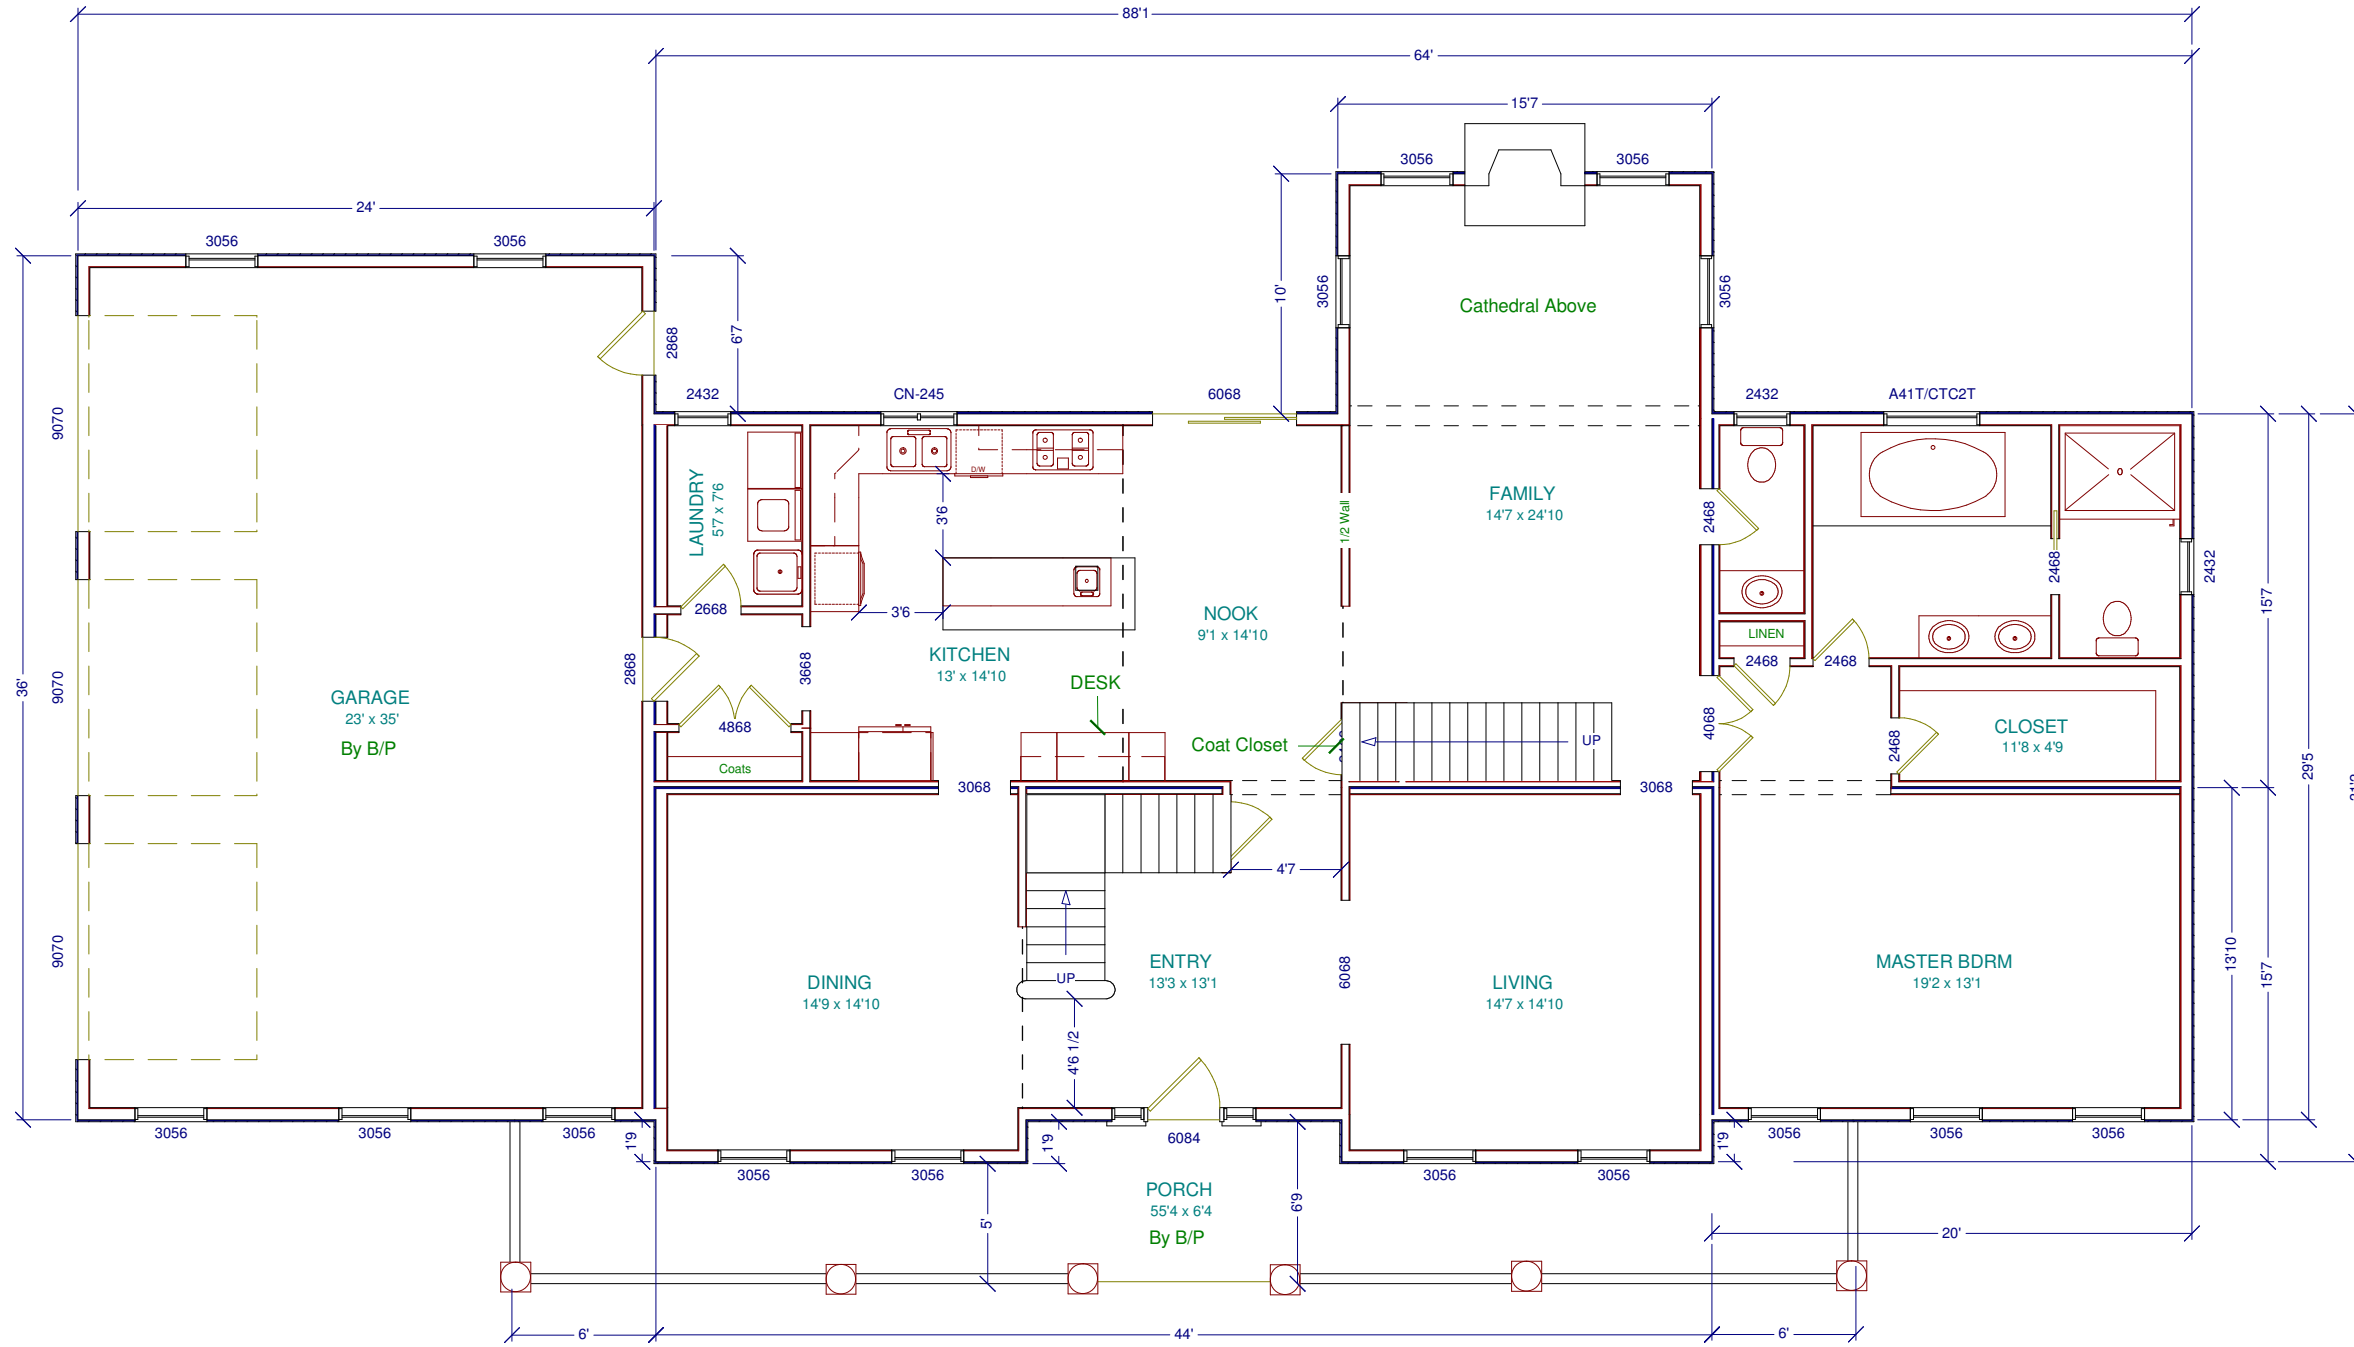 88'1
64'
15'7
3056
3056
24'
3056
3056
10'
3056
3056
Cathedral Above
6'7
2868
2432
CN-245
6068
2432
A41T/CTC2T
9070
LAUNDRY
5'7 x 7'6
D/W
3'6
1/2 Wall
FAMILY
14'7 x 24'10
2468
2468
2432
15'7
29'5
2668
3'6
NOOK
9'1 x 14'10
LINEN
2468
2468
2868
3668
KITCHEN
13' x 14'10
DESK
36'
9070
GARAGE
23' x 35'
By B/P
4868
Coats
Coat Closet
UP
4068
2468
CLOSET
11'8 x 4'9
3068
3068
4'7
9070
DINING
14'9 x 14'10
UP
ENTRY
13'3 x 13'1
6068
LIVING
14'7 x 14'10
MASTER BDRM
19'2 x 13'1
13'10
15'7
4'6 1/2
3056
3056
3056
1'9
1'9
6084
1'9
3056
3056
3056
3056
3056
3056
3056
PORCH
55'4 x 6'4
By B/P
5'
6'9
20'
6'
44'
6'